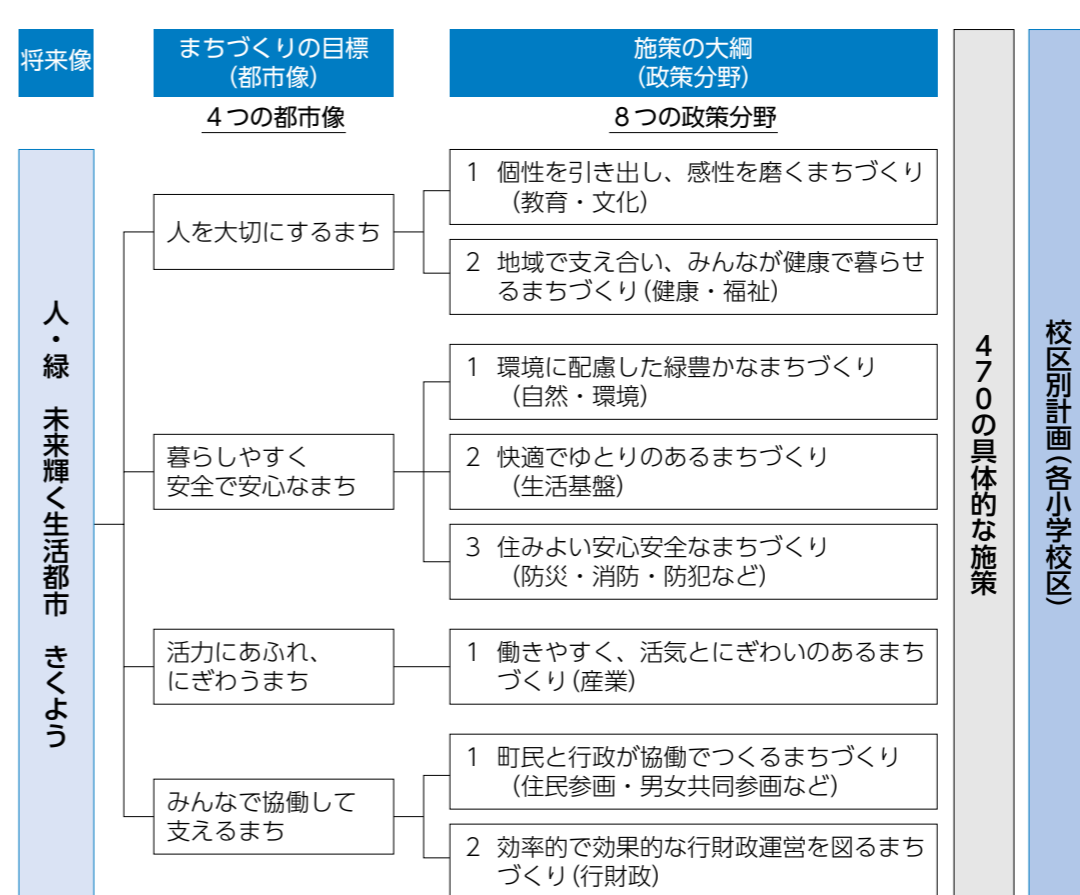 将来像
まちづくりの目標
(都市像)
施策の大綱
(政策分野)
4つの都市像
8つの政策分野
人・緑　未来輝く生活都市　きくよう
人を大切にするまち
1 個性を引き出し、感性を磨くまちづくり
(教育・文化)
2 地域で支え合い、みんなが健康で暮らせ
るまちづくり(健康・福祉)
暮らしやすく
安全で安心なまち
1 環境に配慮した緑豊かなまちづくり
(自然・環境)
2 快適でゆとりのあるまちづくり
(生活基盤)
3 住みよい安心安全なまちづくり
(防災・消防・防犯など)
活力にあふれ、
にぎわうまち
1 働きやすく、活気とにぎわいのあるまち
づくり(産業)
みんなで協働して
支えるまち
1 町民と行政が協働でつくるまちづくり
(住民参画・男女共同参画など)
2 効率的で効果的な行財政運営を図るまち
づくり(行財政)
470の具体的な施策
校区別計画(各小学校区)